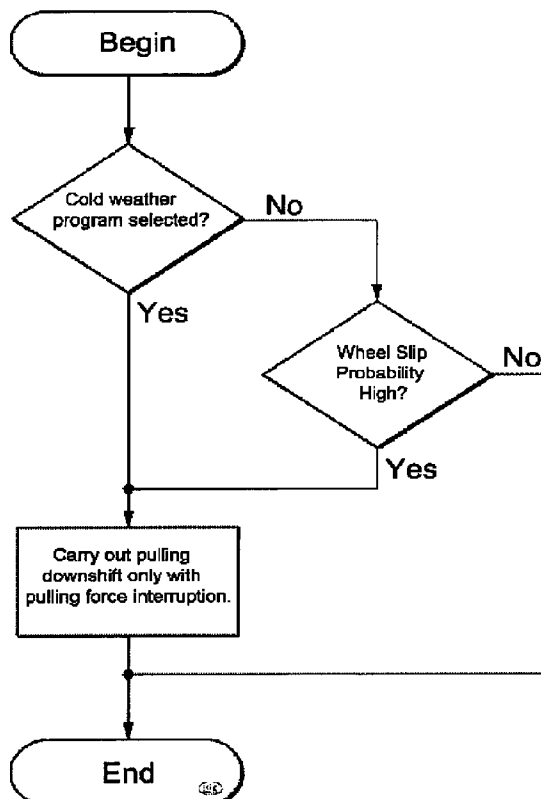 Begin
Cold weather
program selected?
No
Yes
Wheel Slip
Probability
High?
No
Yes
Carry out pulling
downshift only with
pulling force interruption.
End